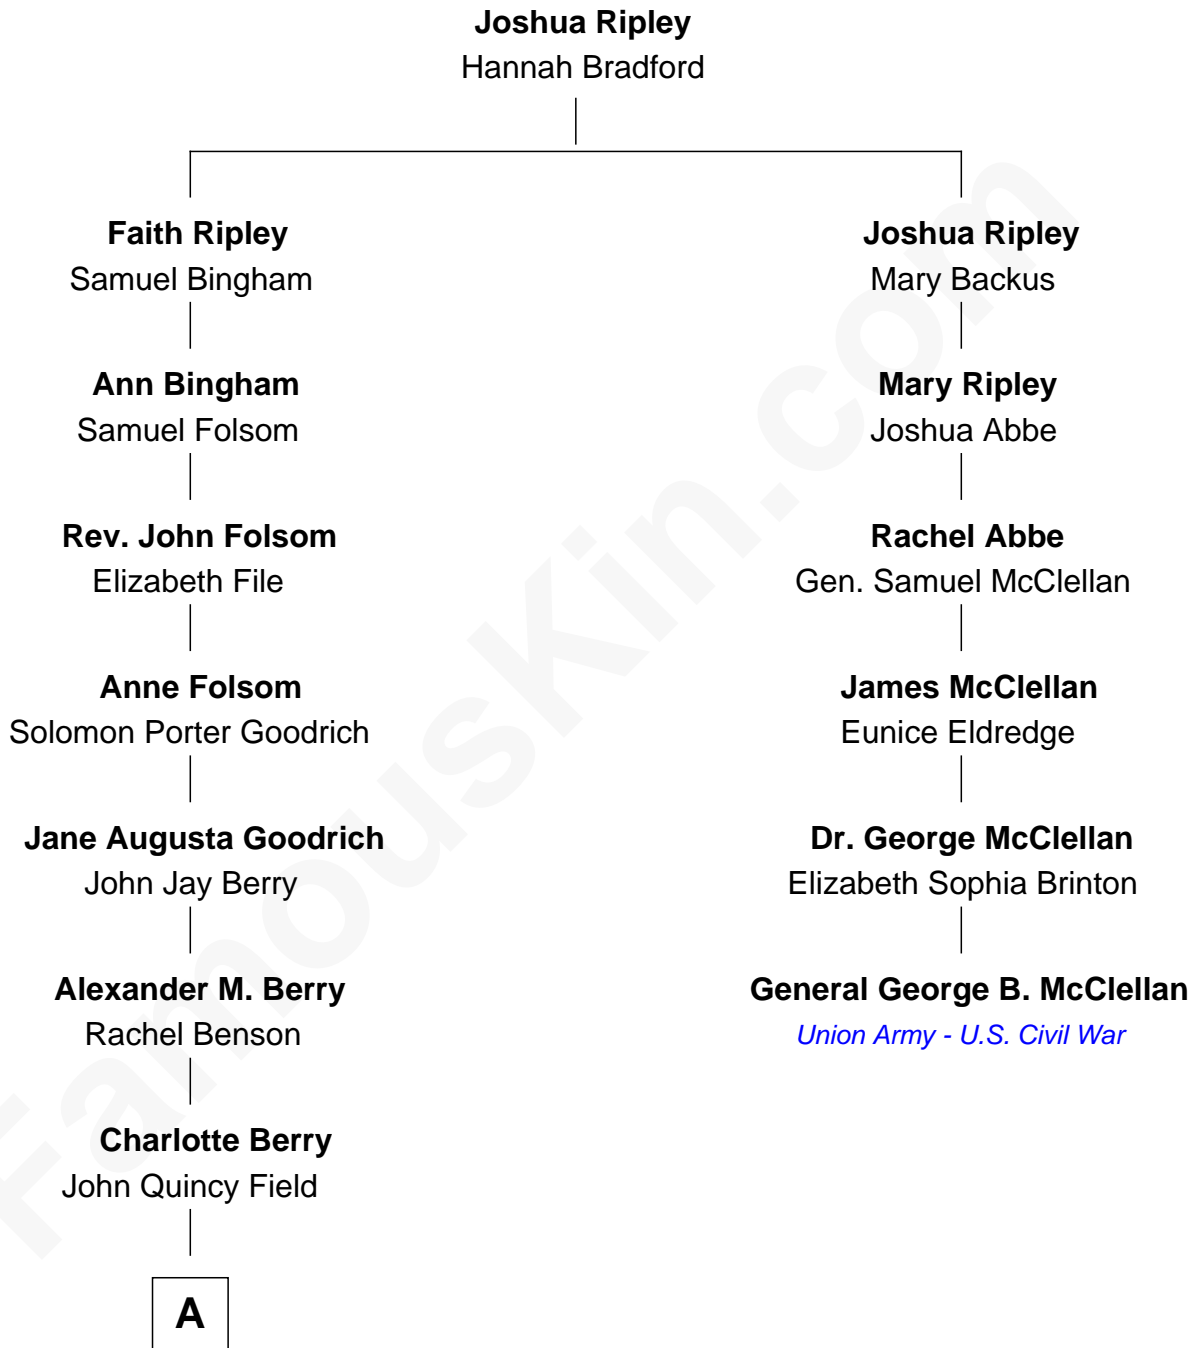 Joshua Ripley
Hannah Bradford
Faith Ripley
Samuel Bingham
Ann Bingham
Samuel Folsom
Rev. John Folsom
Elizabeth File
Anne Folsom
Solomon Porter Goodrich
Jane Augusta Goodrich
John Jay Berry
Alexander M. Berry
Rachel Benson
Charlotte Berry
John Quincy Field
A
Joshua Ripley
Mary Backus
Mary Ripley
Joshua Abbe
Rachel Abbe
Gen. Samuel McClellan
James McClellan
Eunice Eldredge
Dr. George McClellan
Elizabeth Sophia Brinton
General George B. McClellan
Union Army - U.S. Civil War
FamousKin.com